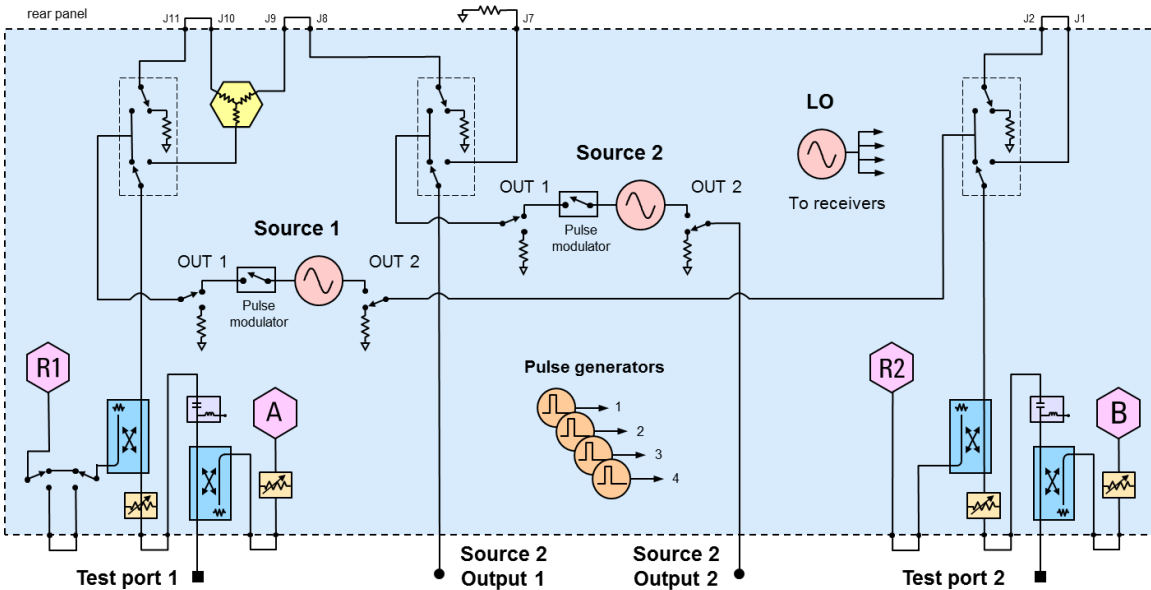 rear panel
J11
J10
J9
J8
J7
J2
J1
LO
To receivers
Source 2
OUT 1
OUT 2
Pulse
modulator
Source 1
OUT 1
OUT 2
Pulse
modulator
R1
A
Pulse generators
1
2
3
4
R2
B
Test port 1
Source 2
Output 1
Source 2
Output 2
Test port 2